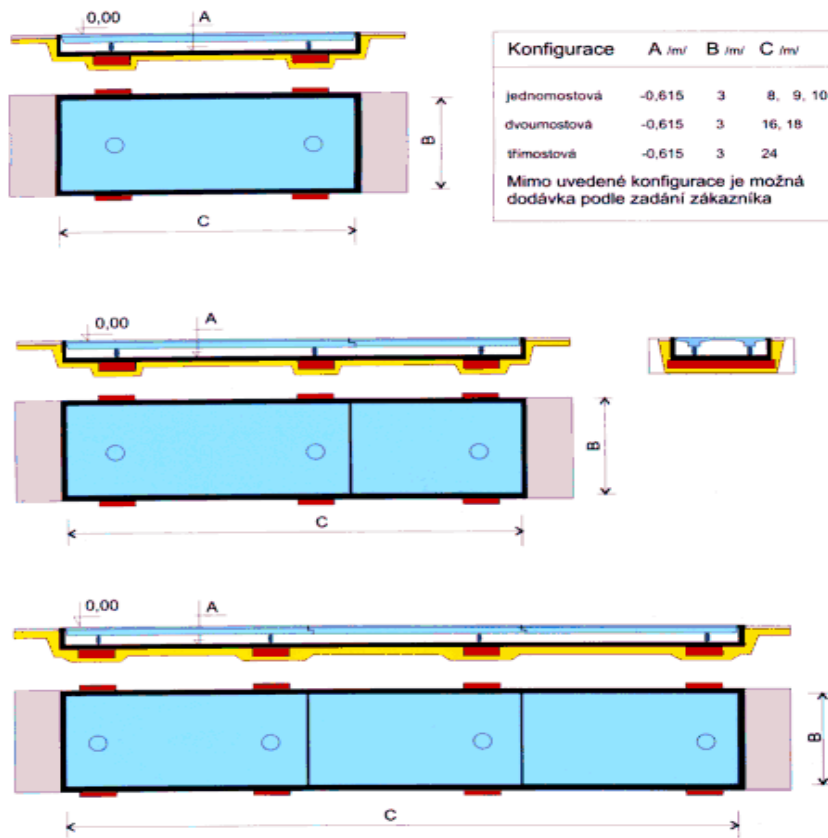 0,00 A
Konfigurace A /m/ B /m/ C /m/
jednomostová -0,615 3 8, 9, 10
dvoumostová -0,615 3 16, 18
třímostová -0,615 3 24
Mimo uvedené konfigurace je možná
dodávka podle zadání zákazníka
B
C
0,00 A
B
C
0,00 A
B
C